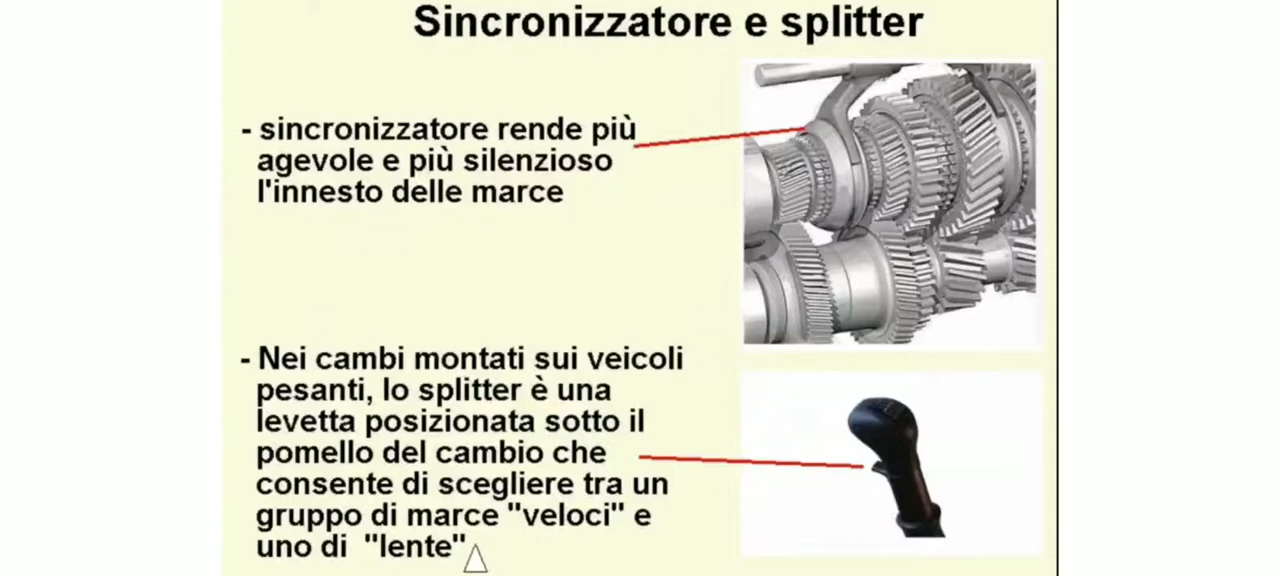 Sincronizzatore e splitter
- sincronizzatore rende più
agevole e più silenzioso
l'innesto delle marce
- Nei cambi montati sui veicoli
pesanti, lo splitter è una
levetta posizionata sotto il
pomello del cambio che
consente di scegliere tra un
gruppo di marce "veloci" e
uno di  "lente"